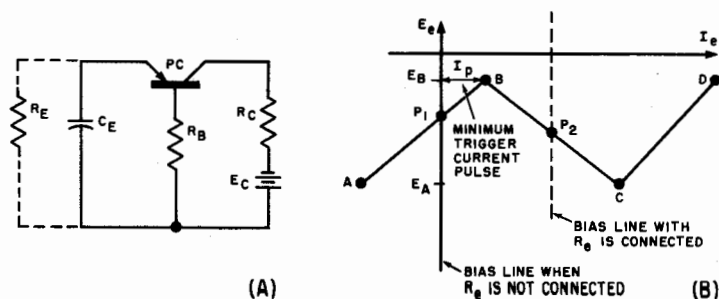 PC
R_E
C_E
R_B
R_C
E_C
(A)
E_e
I_e
E_B
I_p
B
D
P_1
MINIMUM
TRIGGER
CURRENT
PULSE
P_2
A
E_A
C
BIAS LINE WITH
R_e IS CONNECTED
BIAS LINE WHEN
R_e IS NOT CONNECTED
(B)